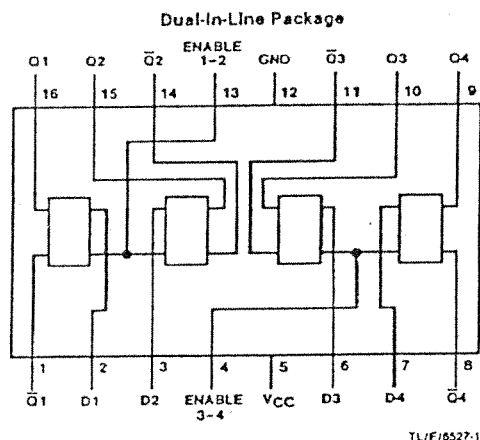 Dual-In-Line Package
Q1 Q2 Q̅2 ENABLE 1-2 GND Q̅3 Q3 Q4
16 15 14 13 12 11 10 9
1 2 3 4 5 6 7 8
Q̅1 D1 D2 ENABLE 3-4 VCC D3 D4 Q̅4
TL/F/6527-1